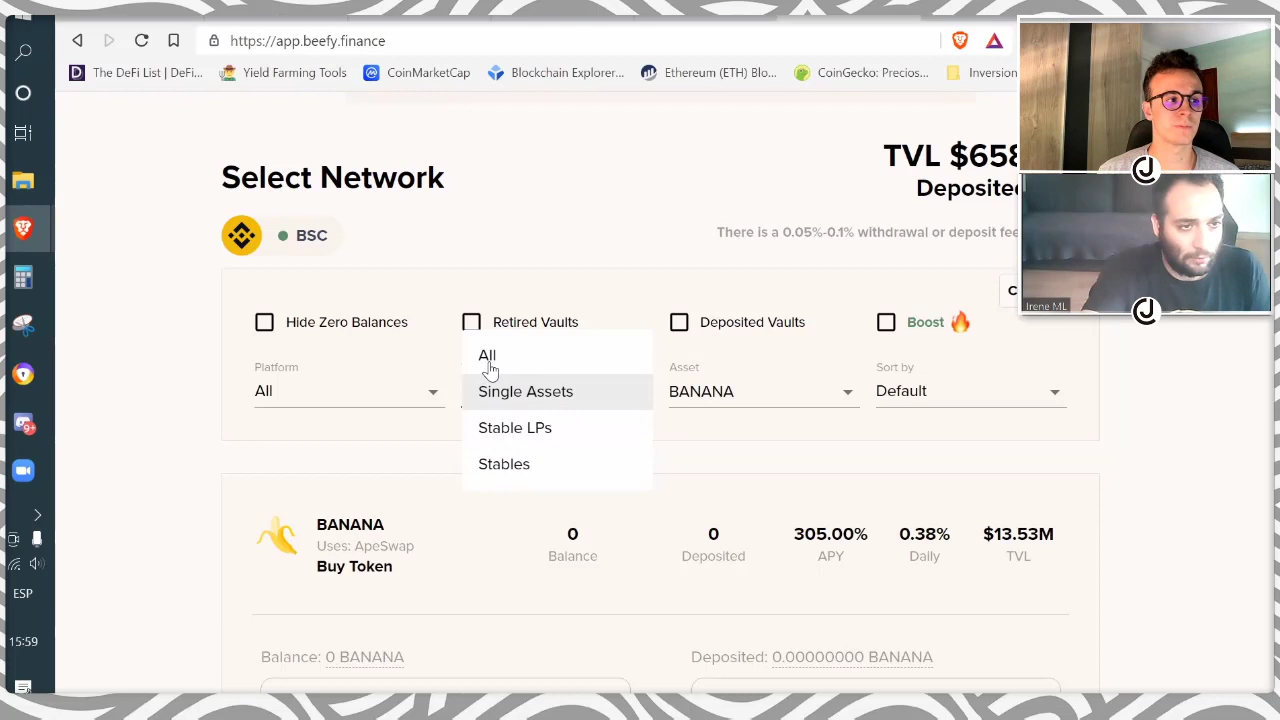 https://app.beefy.finance
The DeFi List | DeFi...
Yield Farming Tools
CoinMarketCap
Blockchain Explorer...
Ethereum (ETH) Blo...
CoinGecko: Precios...
Inversion
Select Network
TVL $658
Deposited
BSC
There is a 0.05%-0.1% withdrawal or deposit fee
Hide Zero Balances
Retired Vaults
Deposited Vaults
Boost
Platform
All
All
Single Assets
Stable LPs
Stables
Asset
BANANA
Sort by
Default
BANANA
Uses: ApeSwap
Buy Token
0
Balance
0
Deposited
305.00%
APY
0.38%
Daily
$13.53M
TVL
Balance: 0 BANANA
Deposited: 0.00000000 BANANA
ESP
15:59
Irene ML